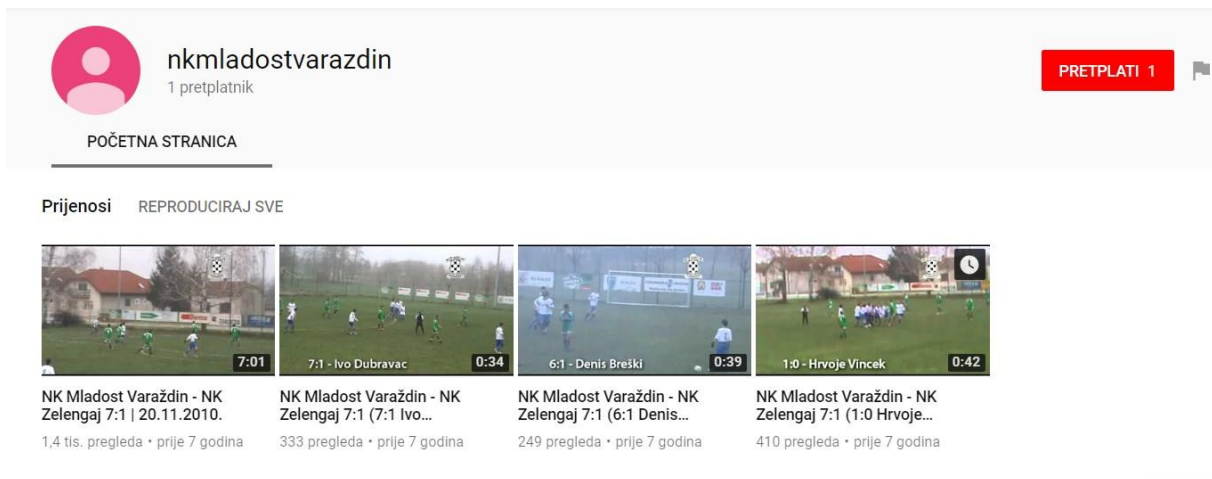 nkmladostvarazdin
1 pretplatnik
PRETPLATI 1
POČETNA STRANICA
Prijenosi REPRODUCIRAJ SVE
7:01
7:1 - Ivo Dubravac 0:34
6:1 - Denis Breški 0:39
1:0 - Hrvoje Vincek 0:42
NK Mladost Varaždin - NK
Zelengaj 7:1 | 20.11.2010.
1,4 tis. pregleda • prije 7 godina
NK Mladost Varaždin - NK
Zelengaj 7:1 (7:1 Ivo...
333 pregleda • prije 7 godina
NK Mladost Varaždin - NK
Zelengaj 7:1 (6:1 Denis...
249 pregleda • prije 7 godina
NK Mladost Varaždin - NK
Zelengaj 7:1 (1:0 Hrvoje...
410 pregleda • prije 7 godina